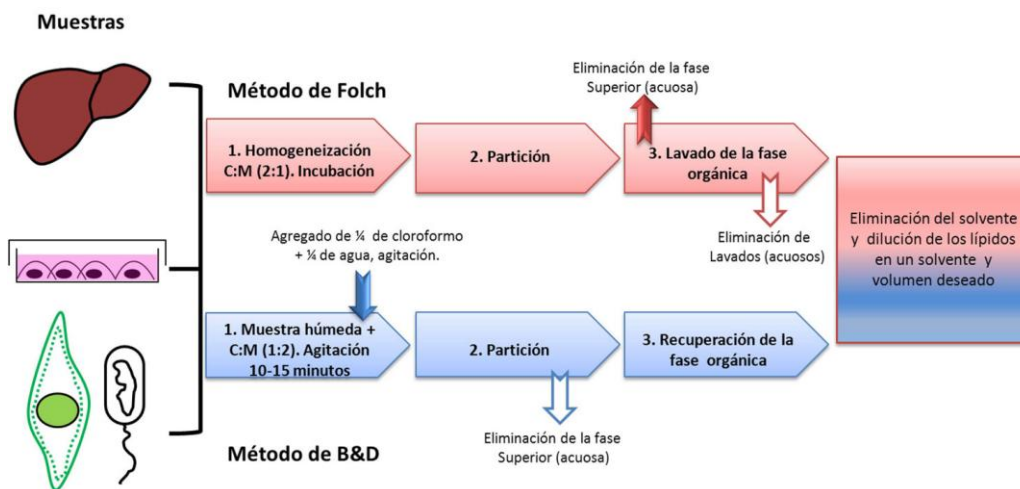 Muestras
Eliminación de la fase
Superior (acuosa)
Método de Folch
1. Homogeneización
C:M (2:1). Incubación
2. Partición
3. Lavado de la fase
orgánica
Eliminación de
Lavados (acuosos)
Eliminación del solvente
y dilución de los lípidos
en un solvente y
volumen deseado
Agregado de ¼ de cloroformo
+ ¼ de agua, agitación.
1. Muestra húmeda +
C:M (1:2). Agitación
10-15 minutos
2. Partición
3. Recuperación de la
fase orgánica
Eliminación de la fase
Superior (acuosa)
Método de B&D